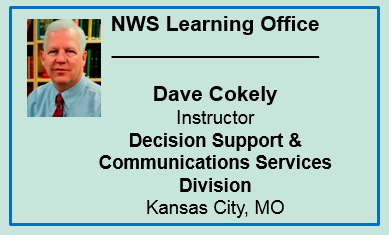 NWS Learning Office
Dave Cokely
Instructor
Decision Support &
Communications Services
Division
Kansas City, MO